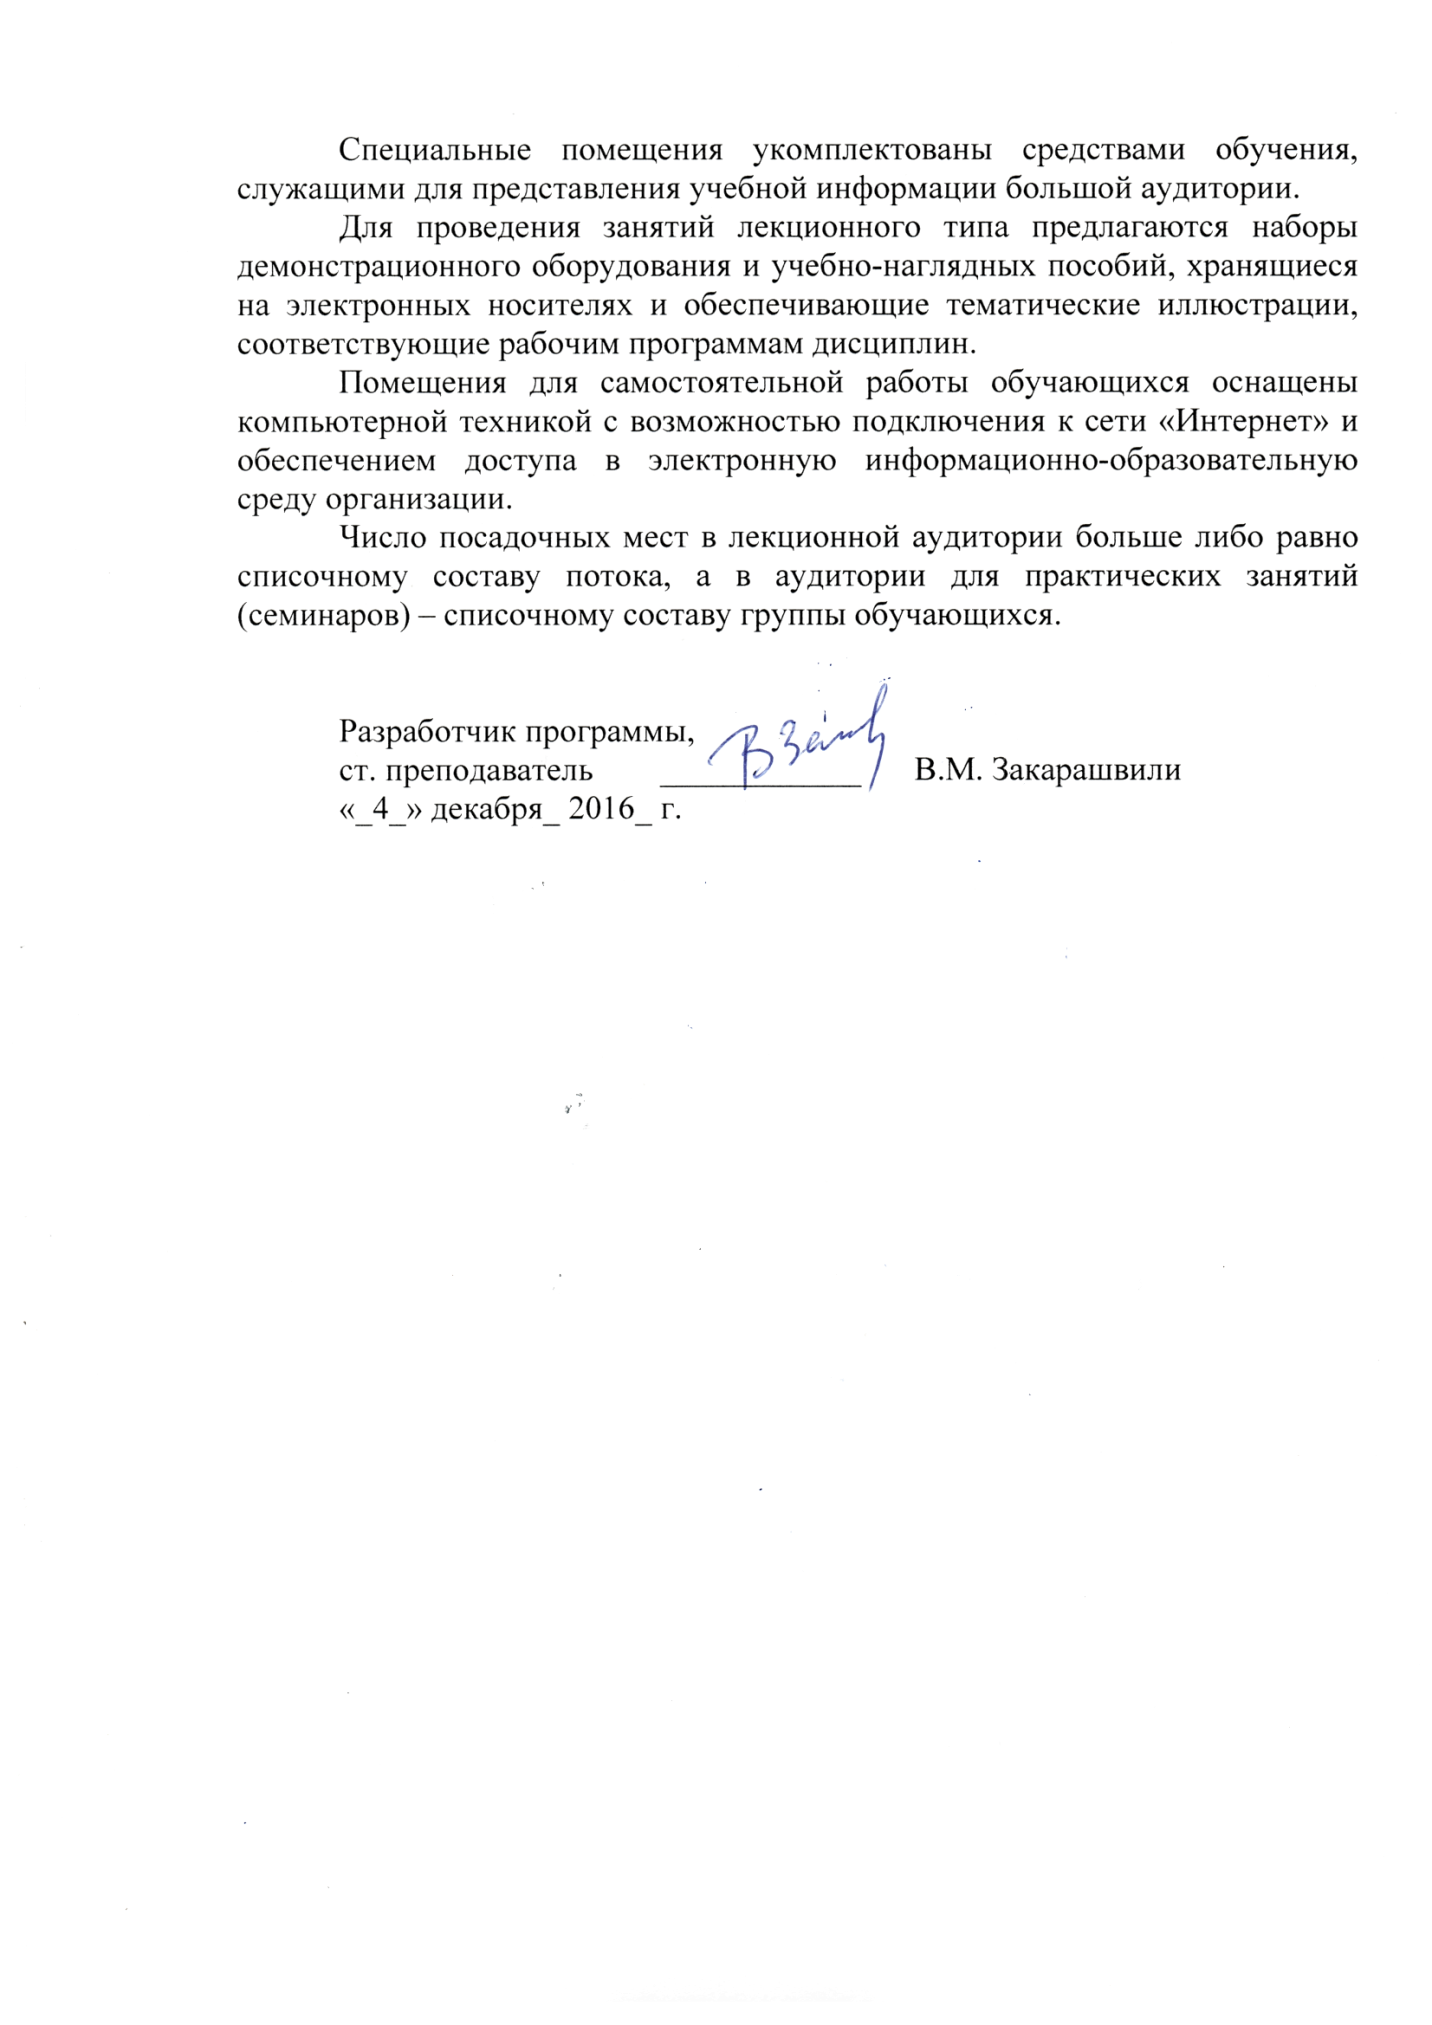 Специальные помещения укомплектованы средствами обучения,
служащими для представления учебной информации большой аудитории.
Для проведения занятий лекционного типа предлагаются наборы
демонстрационного оборудования и учебно-наглядных пособий, хранящиеся
на электронных носителях и обеспечивающие тематические иллюстрации,
соответствующие рабочим программам дисциплин.
Помещения для самостоятельной работы обучающихся оснащены
компьютерной техникой с возможностью подключения к сети «Интернет» и
обеспечением доступа в электронную информационно-образовательную
среду организации.
Число посадочных мест в лекционной аудитории больше либо равно
списочному составу потока, а в аудитории для практических занятий
(семинаров) – списочному составу группы обучающихся.
Разработчик программы,
ст. преподаватель ____________ В.М. Закарашвили
«_4_» декабря_ 2016_ г.